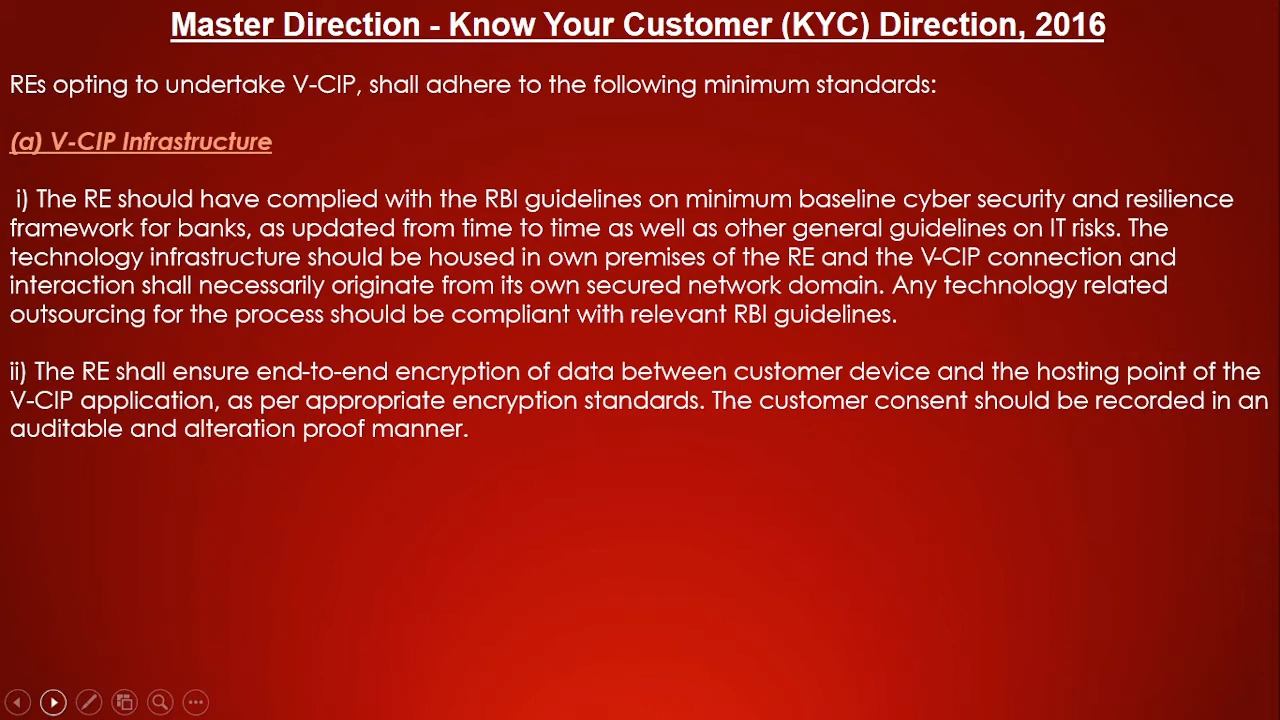 Master Direction - Know Your Customer (KYC) Direction, 2016
REs opting to undertake V-CIP, shall adhere to the following minimum standards:
(a) V-CIP Infrastructure
i) The RE should have complied with the RBI guidelines on minimum baseline cyber security and resilience
framework for banks, as updated from time to time as well as other general guidelines on IT risks. The
technology infrastructure should be housed in own premises of the RE and the V-CIP connection and
interaction shall necessarily originate from its own secured network domain. Any technology related
outsourcing for the process should be compliant with relevant RBI guidelines.
ii) The RE shall ensure end-to-end encryption of data between customer device and the hosting point of the
V-CIP application, as per appropriate encryption standards. The customer consent should be recorded in an
auditable and alteration proof manner.